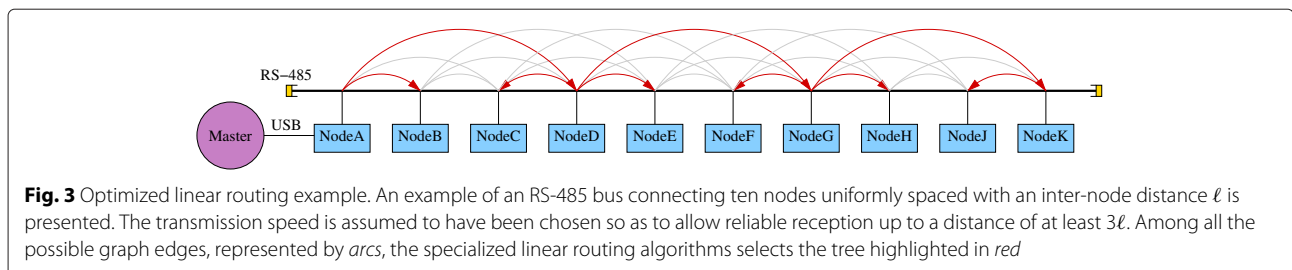 RS-485
USB
Master
NodeA NodeB NodeC NodeD NodeE NodeF NodeG NodeH NodeJ NodeK
Fig. 3 Optimized linear routing example. An example of an RS-485 bus connecting ten nodes uniformly spaced with an inter-node distance ℓ is
presented. The transmission speed is assumed to have been chosen so as to allow reliable reception up to a distance of at least 3ℓ. Among all the
possible graph edges, represented by arcs, the specialized linear routing algorithms selects the tree highlighted in red